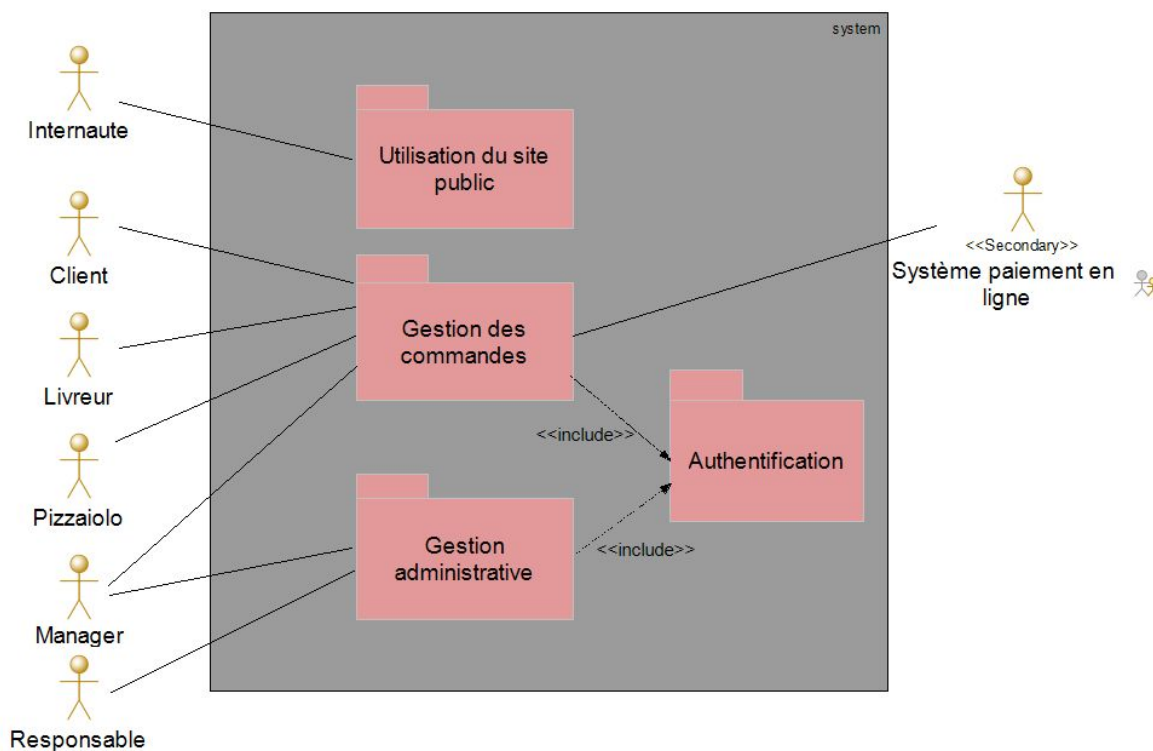 system
Internaute
Utilisation du site
public
Client
<<Secondary>>
Système paiement en
ligne
Gestion des
commandes
Livreur
<<include>>
Authentification
Pizzaiolo
Gestion
administrative
<<include>>
Manager
Responsable